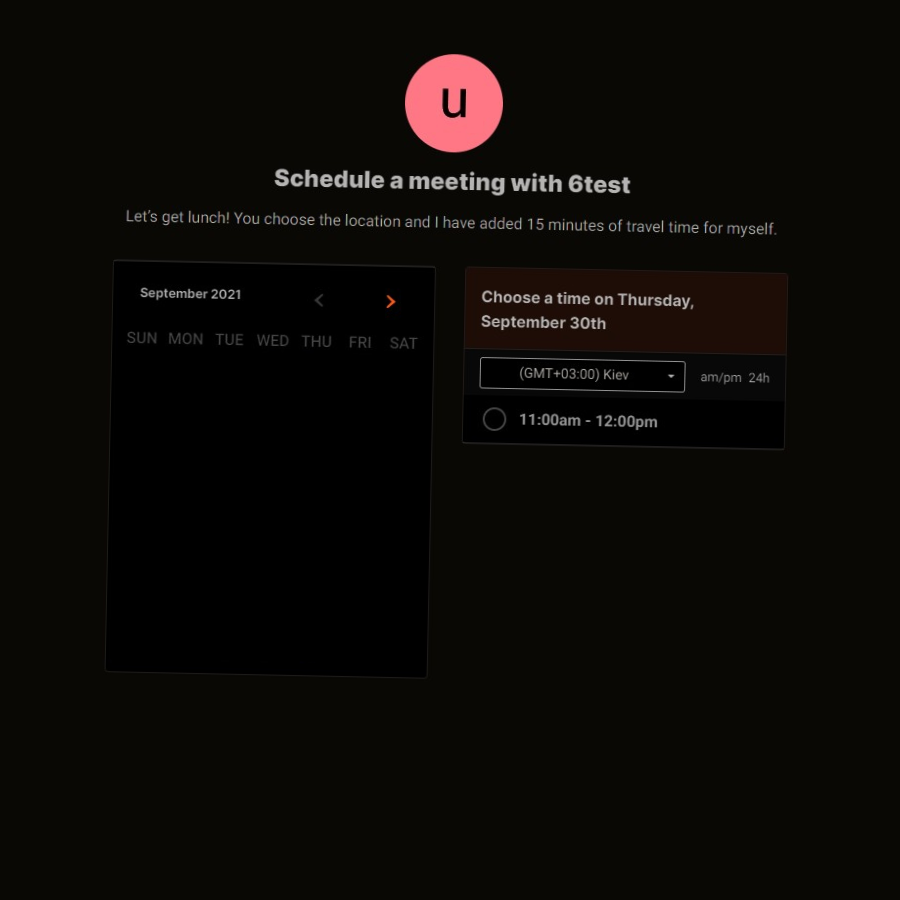 u
Schedule a meeting with 6test
Let's get lunch! You choose the location and I have added 15 minutes of travel time for myself.
September 2021
SUN MON TUE WED THU FRI SAT
Choose a time on Thursday,
September 30th
(GMT+03:00) Kiev
am/pm 24h
11:00am - 12:00pm